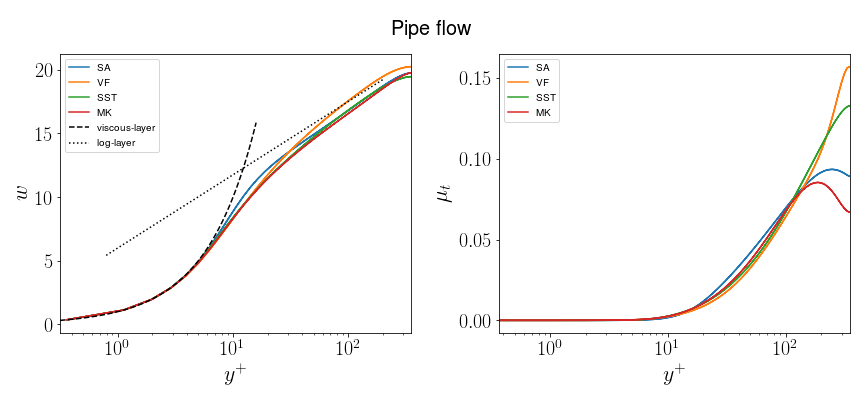 Pipe flow
20
15
10
5
0
w
10^0
10^1
10^2
y^+
SA
VF
SST
MK
viscous-layer
log-layer
0.15
0.10
0.05
0.00
μ_t
10^0
10^1
10^2
y^+
SA
VF
SST
MK